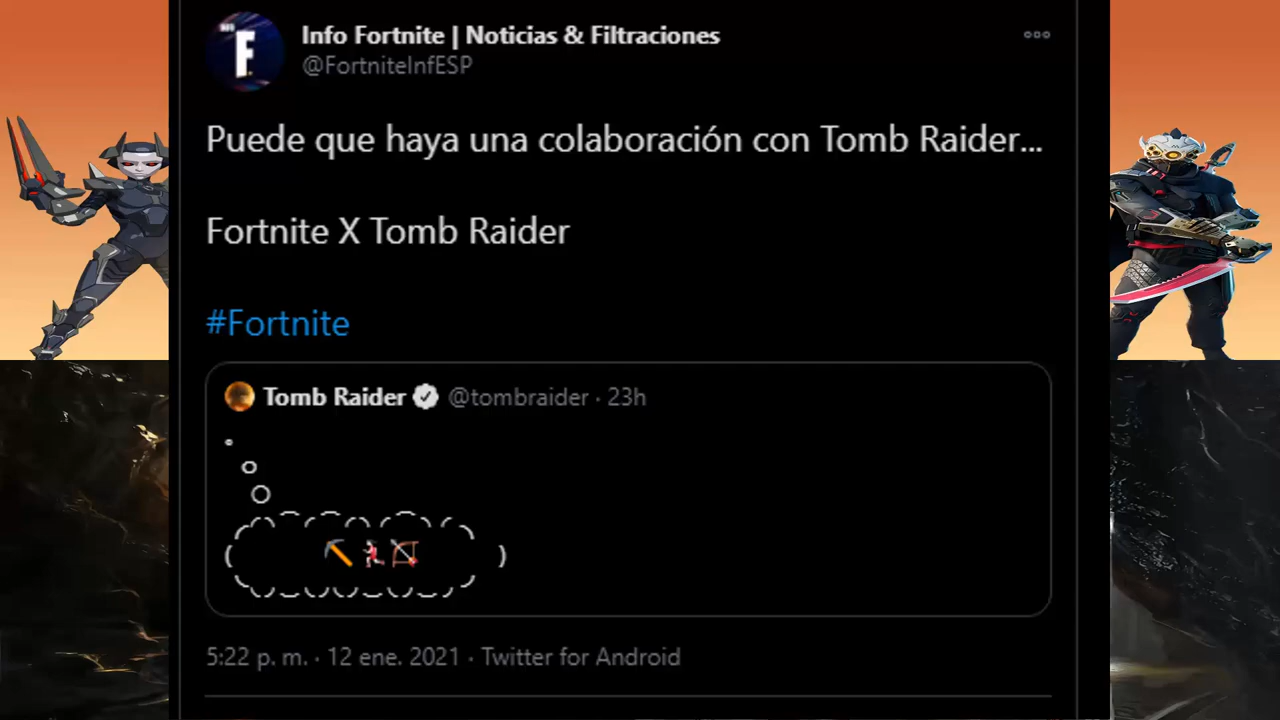 Info Fortnite | Noticias & Filtraciones
@FortniteInfESP
Puede que haya una colaboración con Tomb Raider...
Fortnite X Tomb Raider
#Fortnite
Tomb Raider @tombraider · 23h
5:22 p. m. · 12 ene. 2021 · Twitter for Android